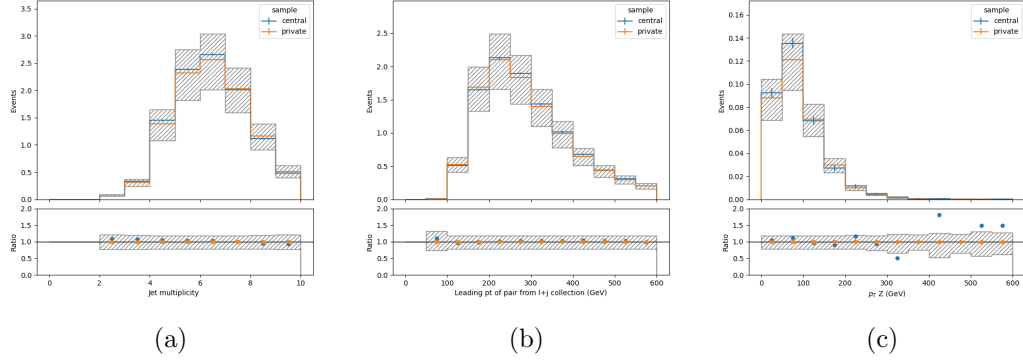 sample
central
private
Events
3.5
3.0
2.5
2.0
1.5
1.0
0.5
0.0
Ratio
2.0
1.5
1.0
0.5
0.0
0 2 4 6 8 10
Jet multiplicity
(a)
sample
central
private
Events
2.5
2.0
1.5
1.0
0.5
0.0
Ratio
2.0
1.5
1.0
0.5
0.0
0 100 200 300 400 500 600
Leading pt of pair from l+j collection (GeV)
(b)
sample
central
private
Events
0.16
0.14
0.12
0.10
0.08
0.06
0.04
0.02
0.00
Ratio
2.0
1.5
1.0
0.5
0.0
0 100 200 300 400 500 600
p_T Z (GeV)
(c)